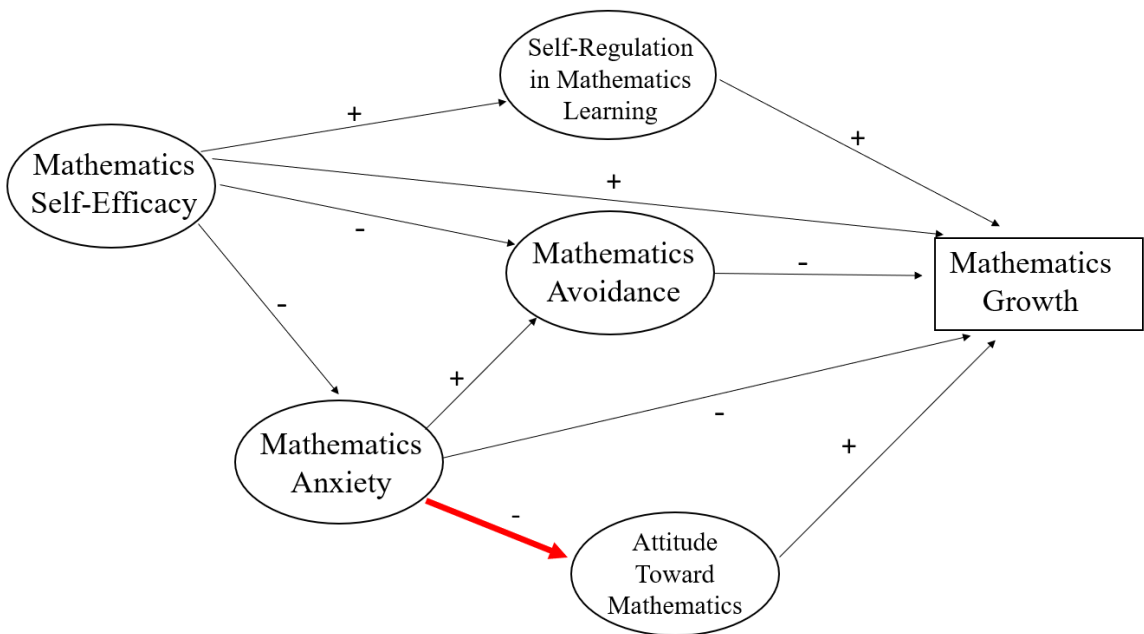 Self-Regulation
in Mathematics
Learning
+
+
Mathematics
Self-Efficacy
+
-
Mathematics
Avoidance
-
Mathematics
Growth
-
+
-
Mathematics
Anxiety
+
-
Attitude
Toward
Mathematics